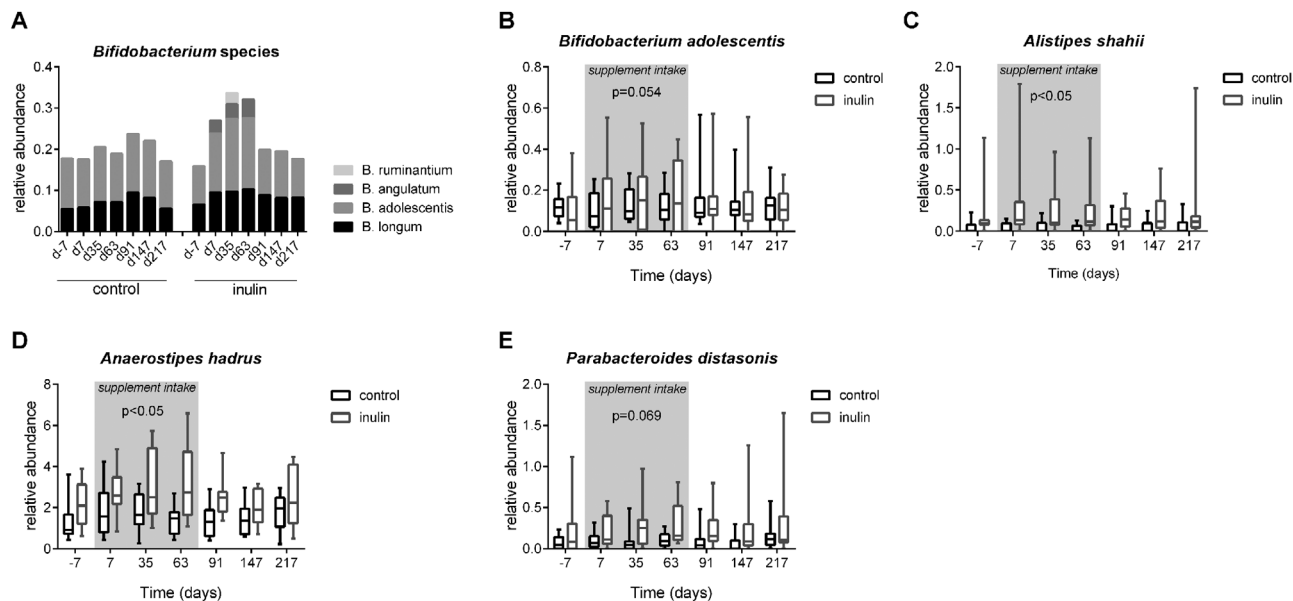 A
Bifidobacterium species
relative abundance
0.4
0.3
0.2
0.1
0.0
d-7
d7
d35
d63
d91
d147
d217
d-7
d7
d35
d63
d91
d147
d217
control
inulin
B. ruminantium
B. angulatum
B. adolescentis
B. longum
B
Bifidobacterium adolescentis
relative abundance
0.8
0.6
0.4
0.2
0.0
supplement intake
p=0.054
control
inulin
-7 7 35 63 91 147 217
Time (days)
C
Alistipes shahii
relative abundance
2.0
1.5
1.0
0.5
0.0
supplement intake
p<0.05
control
inulin
-7 7 35 63 91 147 217
Time (days)
D
Anaerostipes hadrus
relative abundance
8
6
4
2
0
supplement intake
p<0.05
control
inulin
-7 7 35 63 91 147 217
Time (days)
E
Parabacteroides distasonis
relative abundance
2.0
1.5
1.0
0.5
0.0
supplement intake
p=0.069
control
inulin
-7 7 35 63 91 147 217
Time (days)